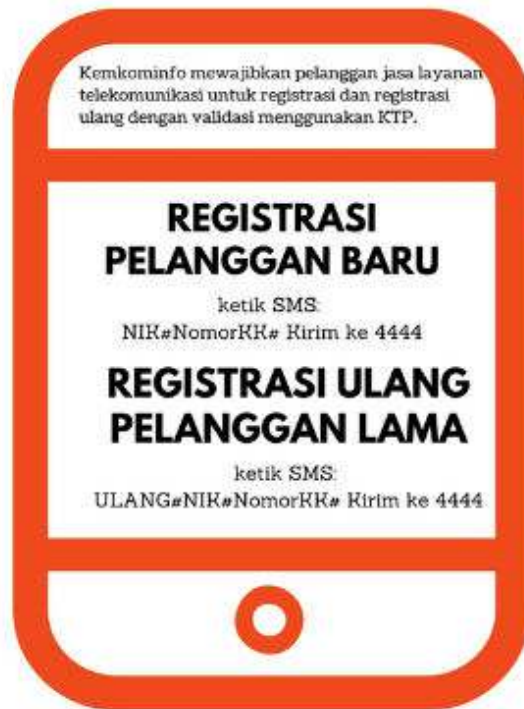 Kemkominfo mewajibkan pelanggan jasa layanan
telekomunikasi untuk registrasi dan registrasi
ulang dengan validasi menggunakan KTP.
REGISTRASI
PELANGGAN BARU
ketik SMS:
NIK#NomorKK# Kirim ke 4444
REGISTRASI ULANG
PELANGGAN LAMA
ketik SMS:
ULANG#NIK#NomorKK# Kirim ke 4444